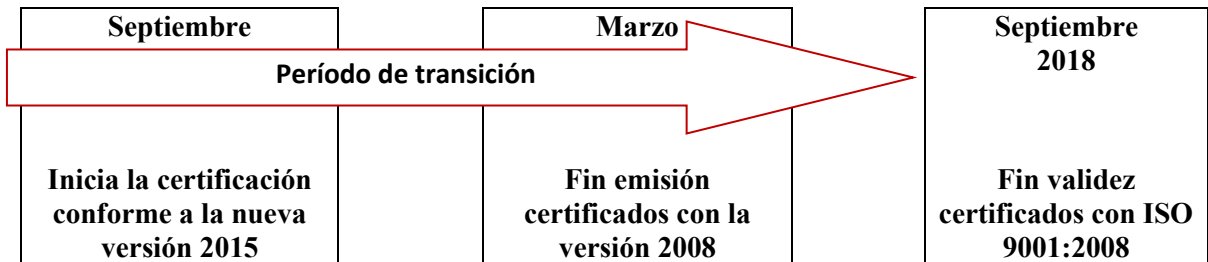 Septiembre
Marzo
Septiembre
2018
Período de transición
Inicia la certificación
conforme a la nueva
versión 2015
Fin emisión
certificados con la
versión 2008
Fin validez
certificados con ISO
9001:2008